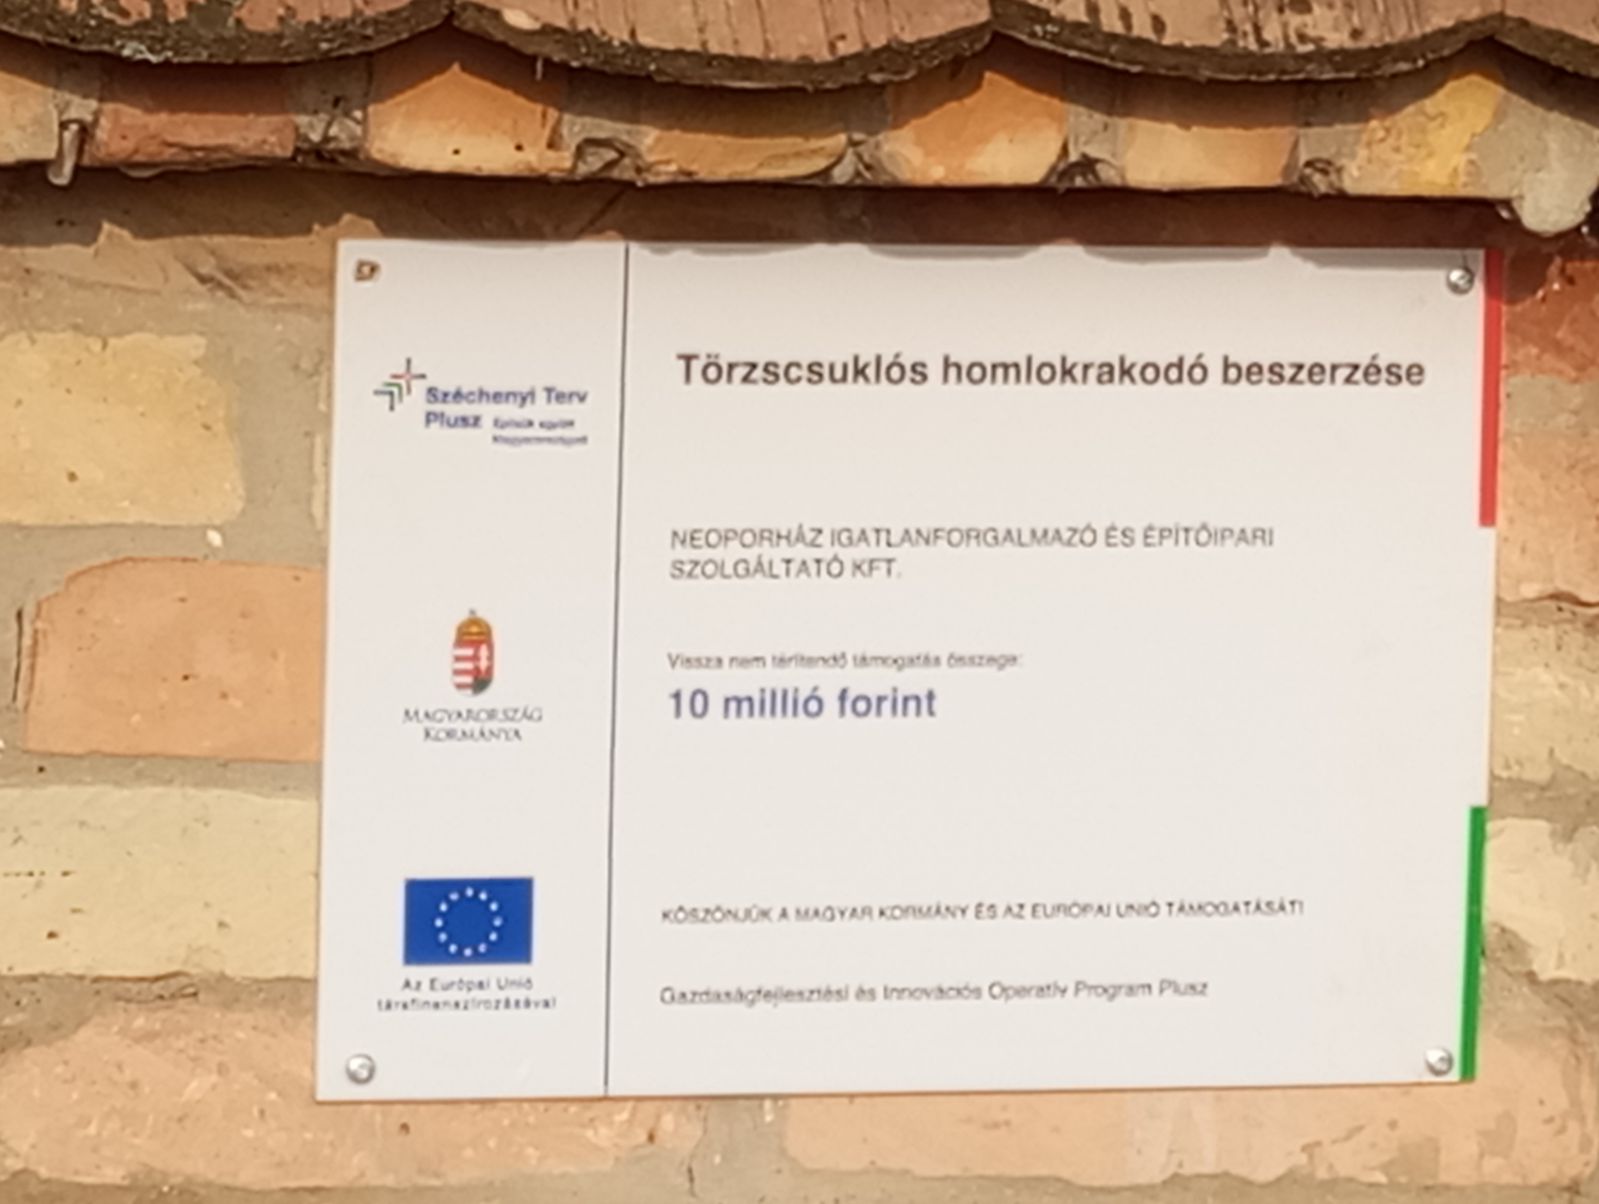 Széchenyi Terv
Plusz
MAGYARORSZÁG
KORMÁNYA
Az Európai Unió
társfinanszírozásával
Törzscsuklós homlokrakodó beszerzése
NEOPORHÁZ IGATLANFORGALMAZÓ ÉS ÉPÍTŐIPARI
SZOLGÁLTATÓ KFT.
Vissza nem térítendő támogatás összege:
10 millió forint
KÖSZÖNJÜK A MAGYAR KORMÁNY ÉS AZ EURÓPAI UNIÓ TÁMOGATÁSÁT!
Gazdaságfejlesztési és Innovációs Operatív Program Plusz